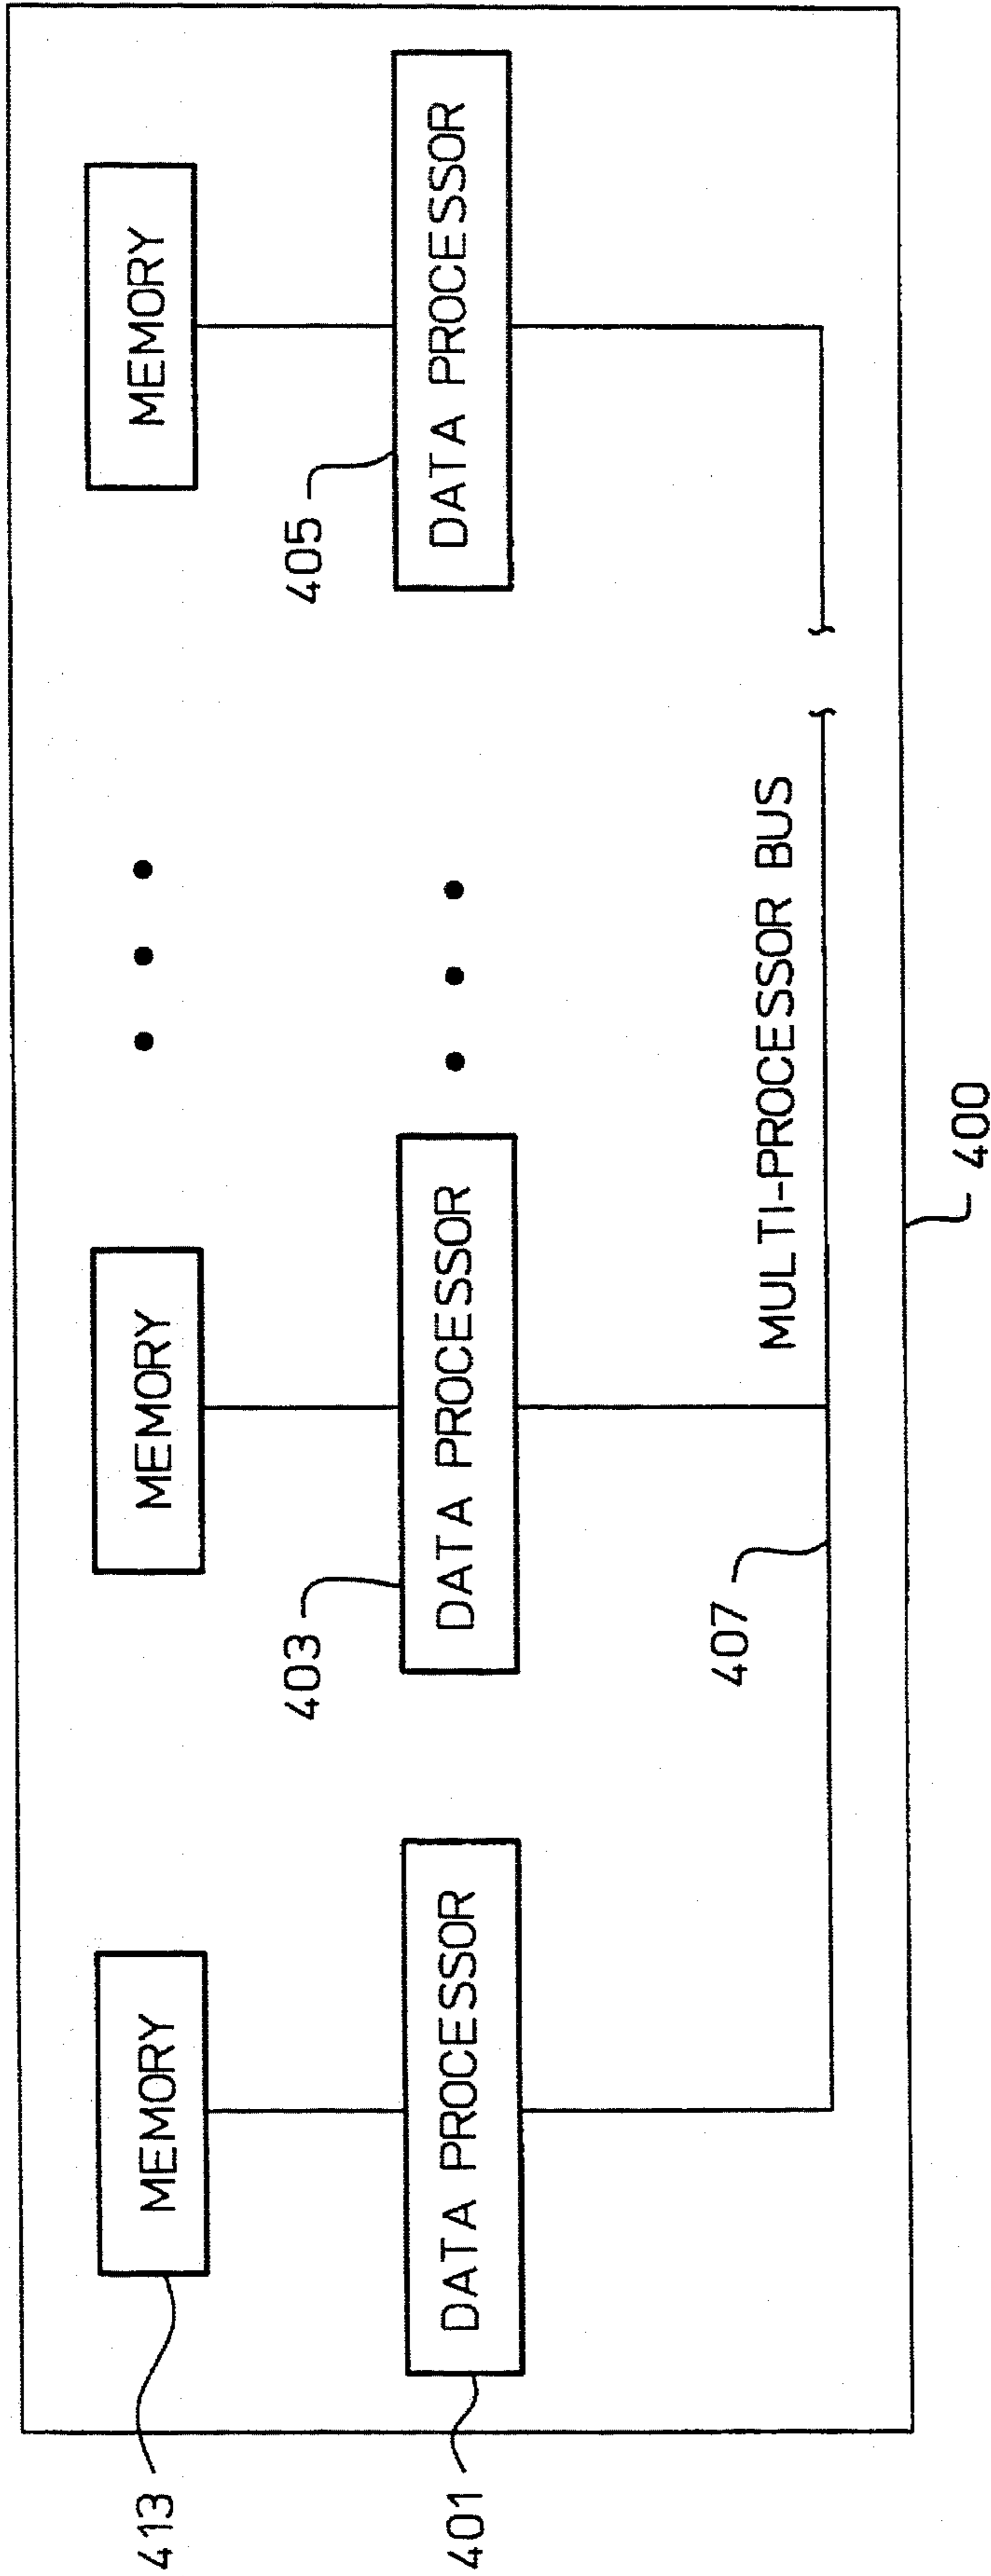 MEMORY
MEMORY
MEMORY
413
403
405
DATA PROCESSOR
DATA PROCESSOR
DATA PROCESSOR
401
407
MULTI-PROCESSOR BUS
400